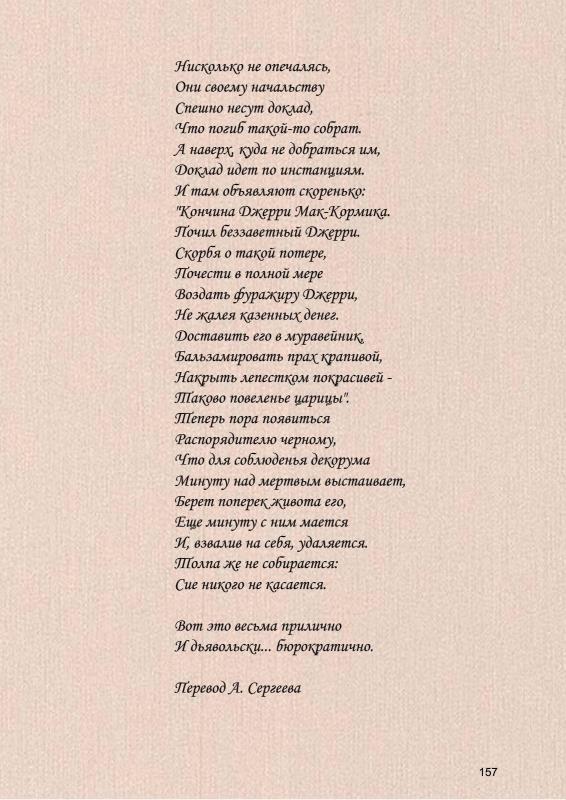 Нисколько не опечалясь,
Они своему начальству
Спешно несут доклад,
Что погиб такой-то собрат.
А наверх, куда не добраться им,
Доклад идет по инстанциям.
И там объявляют скоренько:
"Кончина Джерри Мак-Кормика.
Почил беззаветный Джерри.
Скорбя о такой потере,
Почести в полной мере
Воздать фуражиру Джерри,
Не жалея казенных денег.
Доставить его в муравейник,
Бальзамировать прах крапивой,
Накрыть лепестком покрасивей -
Таково повеленье царицы".
Теперь пора появиться
Распорядителю черному,
Что для соблюденья декорума
Минуту над мертвым выстаивает,
Берет поперек живота его,
Еще минуту с ним мается
И, взвалив на себя, удаляется.
Толпа же не собирается:
Сие никого не касается.

Вот это весьма прилично
И дьявольски... бюрократично.

Перевод А. Сергеева
157